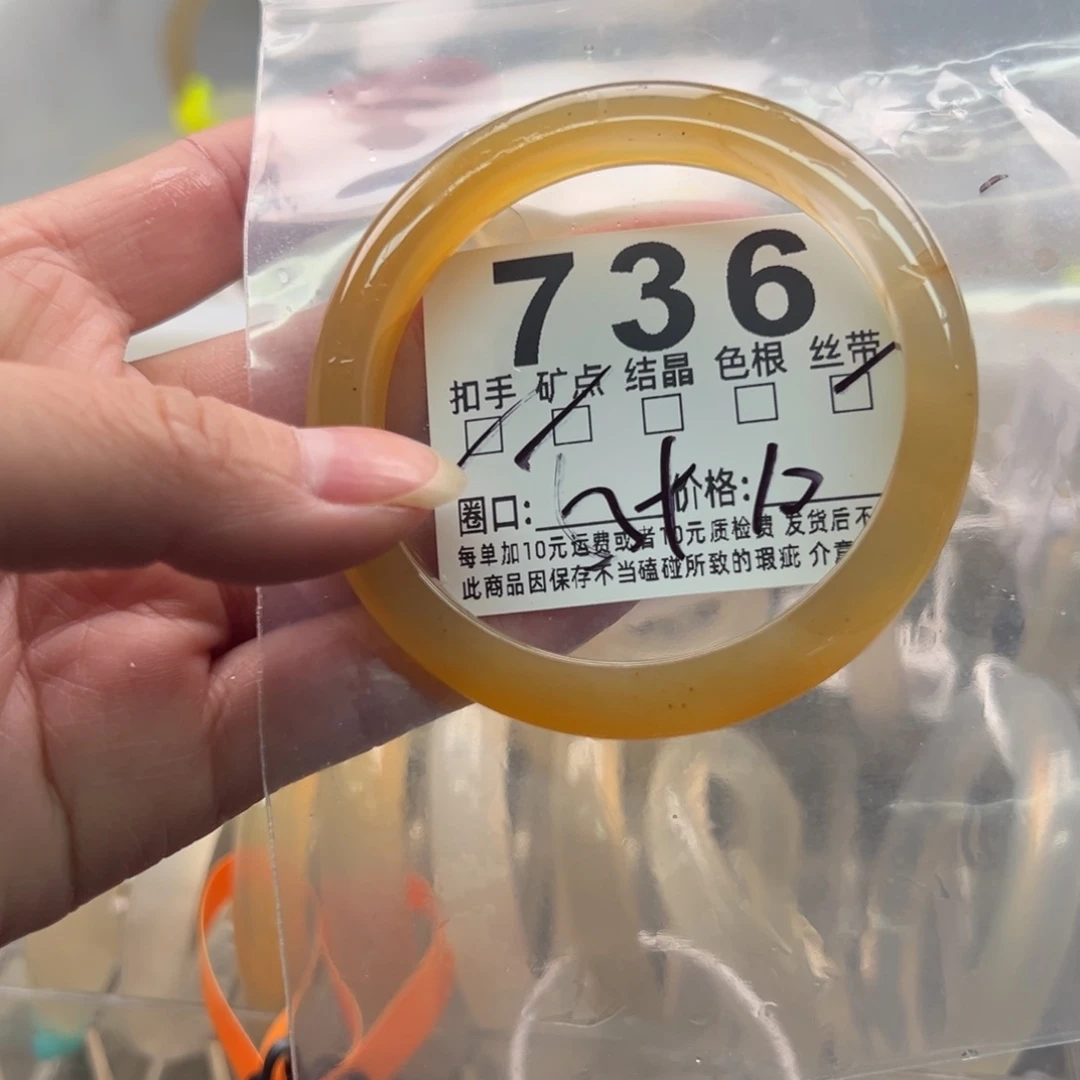 736
扣手 矿点 结晶 色根 丝带
圈口: 价格:
每单加10元运费或者10元质检费 发货后不
此商品因保存不当磕碰所致的瑕疵 介意